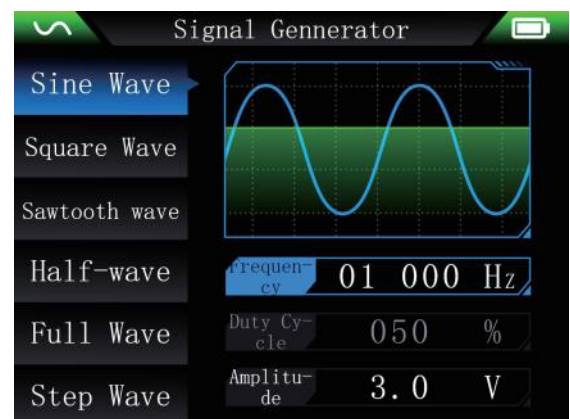 Signal Gennerator
Sine Wave
Square Wave
Sawtooth wave
Half-wave
Full Wave
Step Wave
Frequen-
cy
01 000 Hz
Duty Cy-
cle
050 %
Amplitu-
de
3.0 V